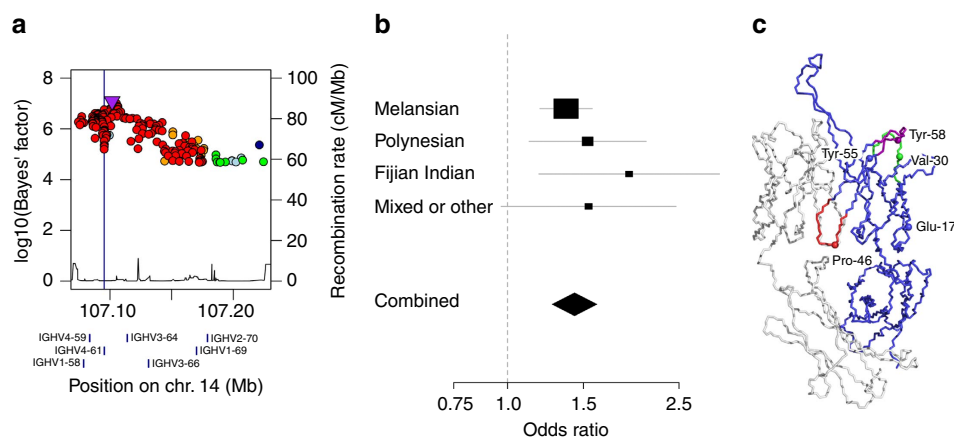 a
b
c
log10(Bayes' factor)
8
6
4
2
0
100
80
60
40
20
0
Recombination rate (cM/Mb)
107.10
107.20
IGHV4-59
IGHV3-64
IGHV2-70
IGHV4-61
IGHV1-69
IGHV1-58
IGHV3-66
Position on chr. 14 (Mb)
Melansian
Polynesian
Fijian Indian
Mixed or other
Combined
0.75
1.0
1.5
2.5
Odds ratio
Tyr-58
Tyr-55
Val-30
Glu-17
Pro-46